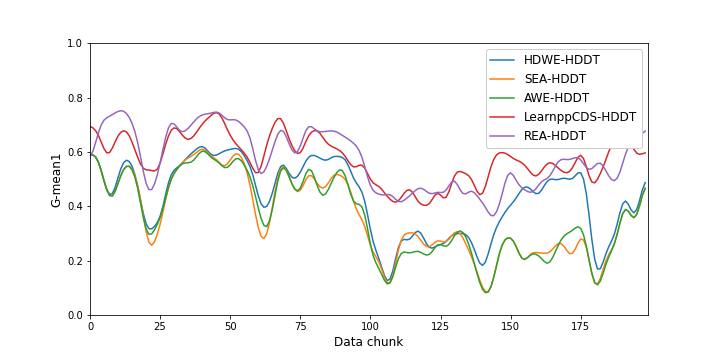 1.0
0.8
0.6
0.4
0.2
0.0
G-mean1
0 25 50 75 100 125 150 175
Data chunk
HDWE-HDDT
SEA-HDDT
AWE-HDDT
LearnppCDS-HDDT
REA-HDDT